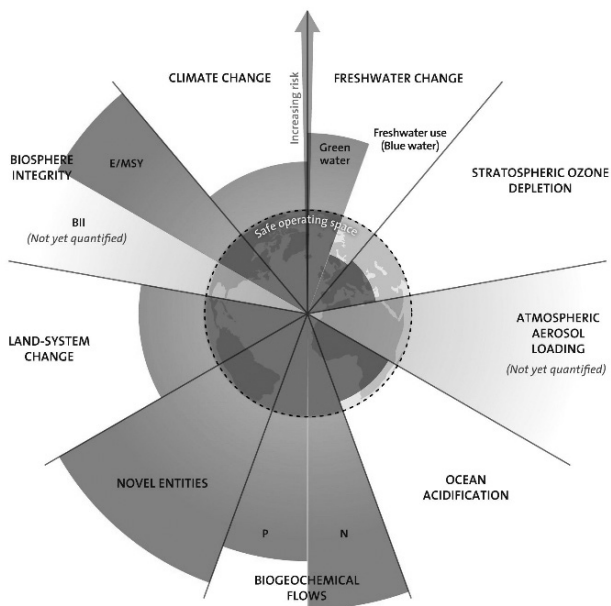 CLIMATE CHANGE
FRESHWATER CHANGE
Increasing risk
Green
water
Freshwater use
(Blue water)
E/MSY
BIOSPHERE
INTEGRITY
BII
(Not yet quantified)
STRATOSPHERIC OZONE
DEPLETION
Safe operating space
LAND-SYSTEM
CHANGE
ATMOSPHERIC
AEROSOL
LOADING
(Not yet quantified)
NOVEL ENTITIES
OCEAN
ACIDIFICATION
P
N
BIOGEOCHEMICAL
FLOWS